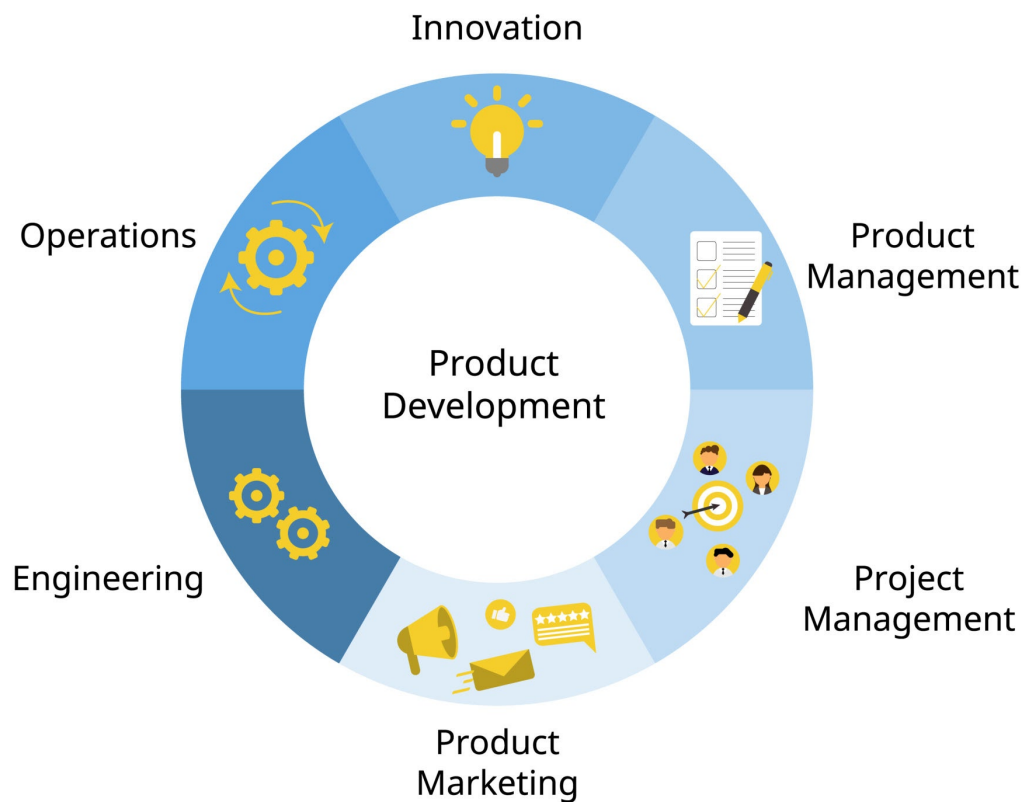 Innovation
Operations
Product
Management
Product
Development
Engineering
Project
Management
Product
Marketing